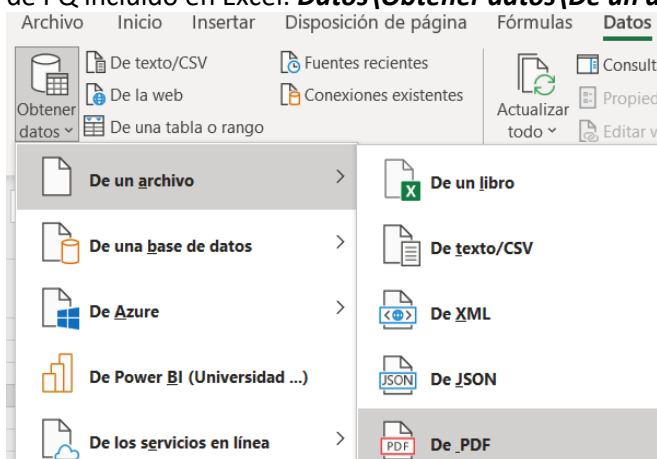 de PQ incluido en Excel: Datos\Obtener datos\De un a
Archivo Inicio Insertar Disposición de página Fórmulas Datos
De texto/CSV Fuentes recientes Consult
De la web Conexiones existentes Propied
Obtener datos De una tabla o rango Actualizar todo Editar v
De un archivo De un libro
De una base de datos De texto/CSV
De Azure De XML
De Power BI (Universidad ...) JSON De JSON
De los servicios en línea PDF De PDF